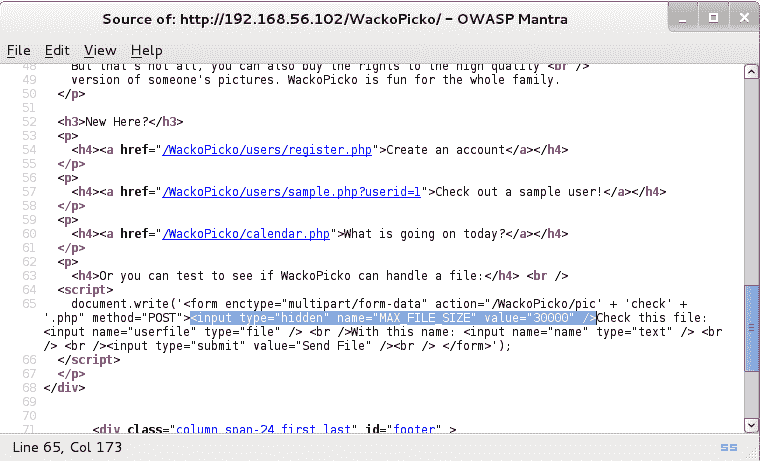 Source of: http://192.168.56.102/WackoPicko/ - OWASP Mantra
File Edit View Help
48 But that's not all, you can also buy the rights to the high quality <br />
49 version of someone's pictures. WackoPicko is fun for the whole family.
50 </p>
51
52 <h3>New Here?</h3>
53 <p>
54 <h4><a href="/WackoPicko/users/register.php">Create an account</a></h4>
55 </p>
56 <p>
57 <h4><a href="/WackoPicko/users/sample.php?userid=1">Check out a sample user!</a></h4>
58 </p>
59 <p>
60 <h4><a href="/WackoPicko/calendar.php">What is going on today?</a></h4>
61 </p>
62 <p>
63 <h4>Or you can test to see if WackoPicko can handle a file:</h4> <br />
64 <script>
65 document.write('<form enctype="multipart/form-data" action="/WackoPicko/pic' + 'check' +
'.php" method="POST"><input type="hidden" name="MAX_FILE_SIZE" value="30000" />Check this file:
<input name="userfile" type="file" /> <br />With this name: <input name="name" type="text" /> <br
/> <br /><input type="submit" value="Send File" /><br /> </form>');
66 </script>
67 </p>
68 </div>
69
70
71 <div class="column span-24 first last" id="footer" >
Line 65, Col 173